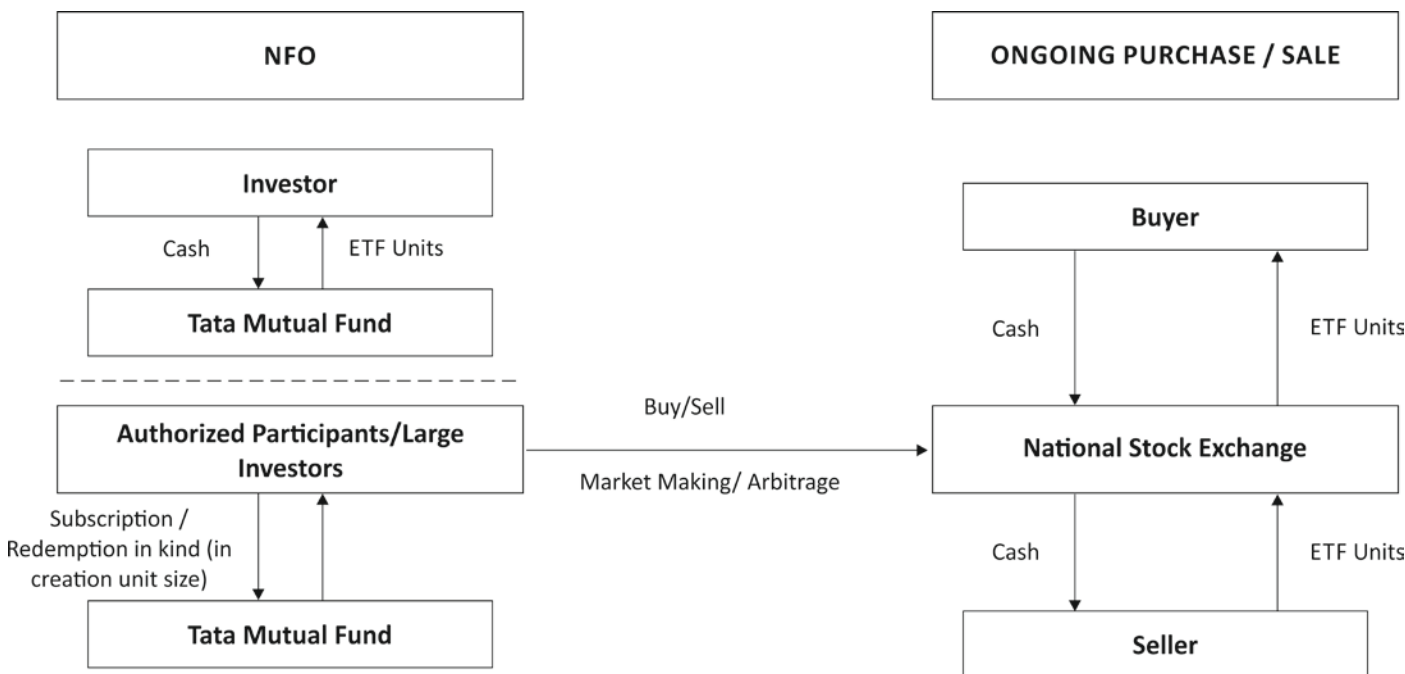 NFO
ONGOING PURCHASE / SALE
Investor
Cash
ETF Units
Tata Mutual Fund
Authorized Participants/Large
Investors
Subscription /
Redemption in kind (in
creation unit size)
Tata Mutual Fund
Buy/Sell
Market Making/ Arbitrage
Buyer
Cash
ETF Units
National Stock Exchange
Cash
ETF Units
Seller